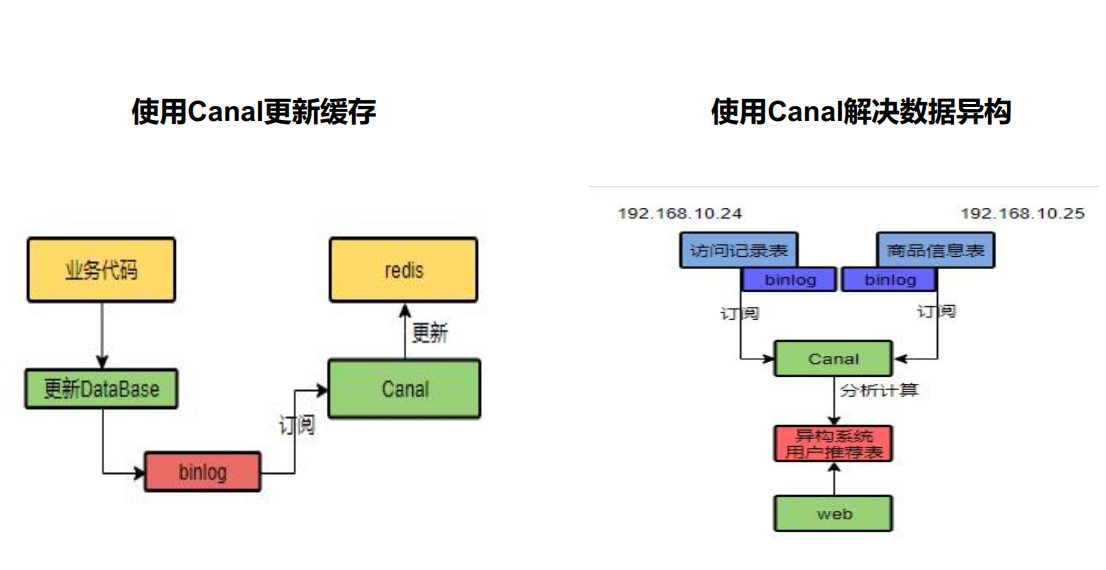 使用Canal更新缓存
业务代码
redis
更新
更新DataBase
Canal
订阅
binlog
使用Canal解决数据异构
192.168.10.24
192.168.10.25
访问记录表
商品信息表
binlog
binlog
订阅
订阅
Canal
分析计算
异构系统
用户推荐表
web